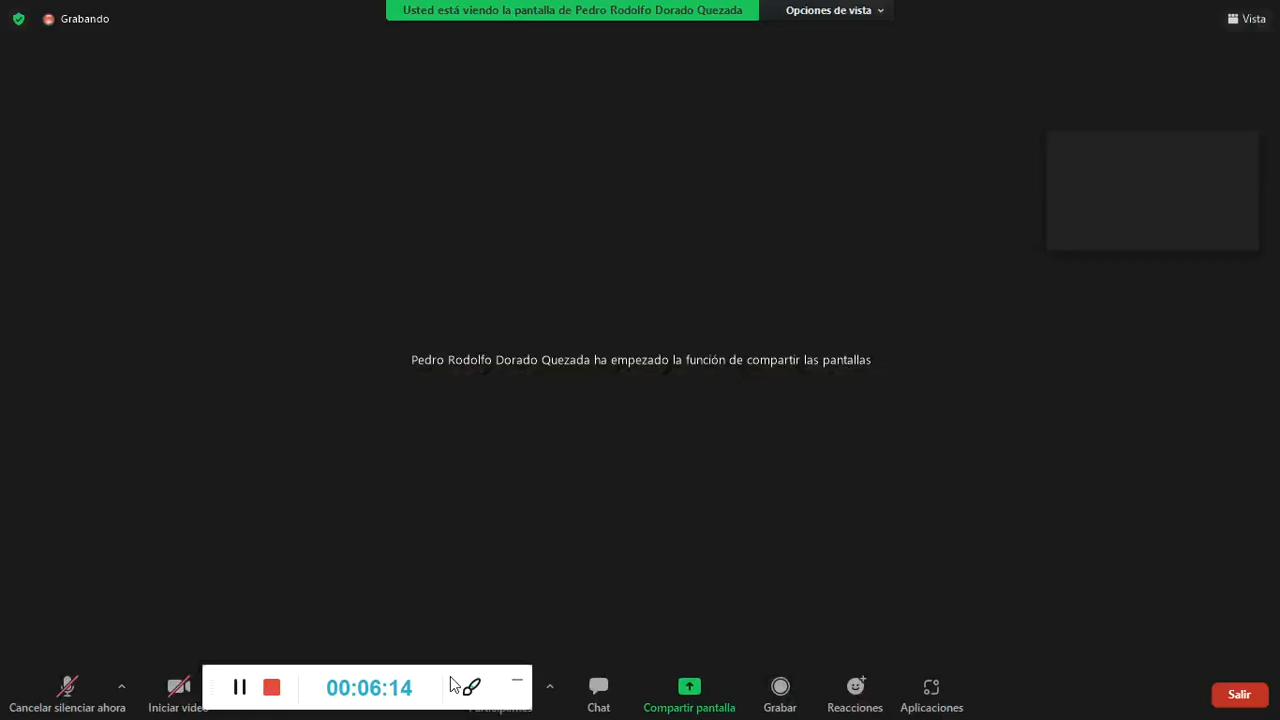 Grabando
Usted está viendo la pantalla de Pedro Rodolfo Dorado Quezada
Opciones de vista
Vista
Pedro Rodolfo Dorado Quezada ha empezado la función de compartir las pantallas
Cancelar silenciar ahora
Iniciar video
00:06:14
Participantes
Chat
Compartir pantalla
Grabar
Reacciones
Aplicaciones
Salir